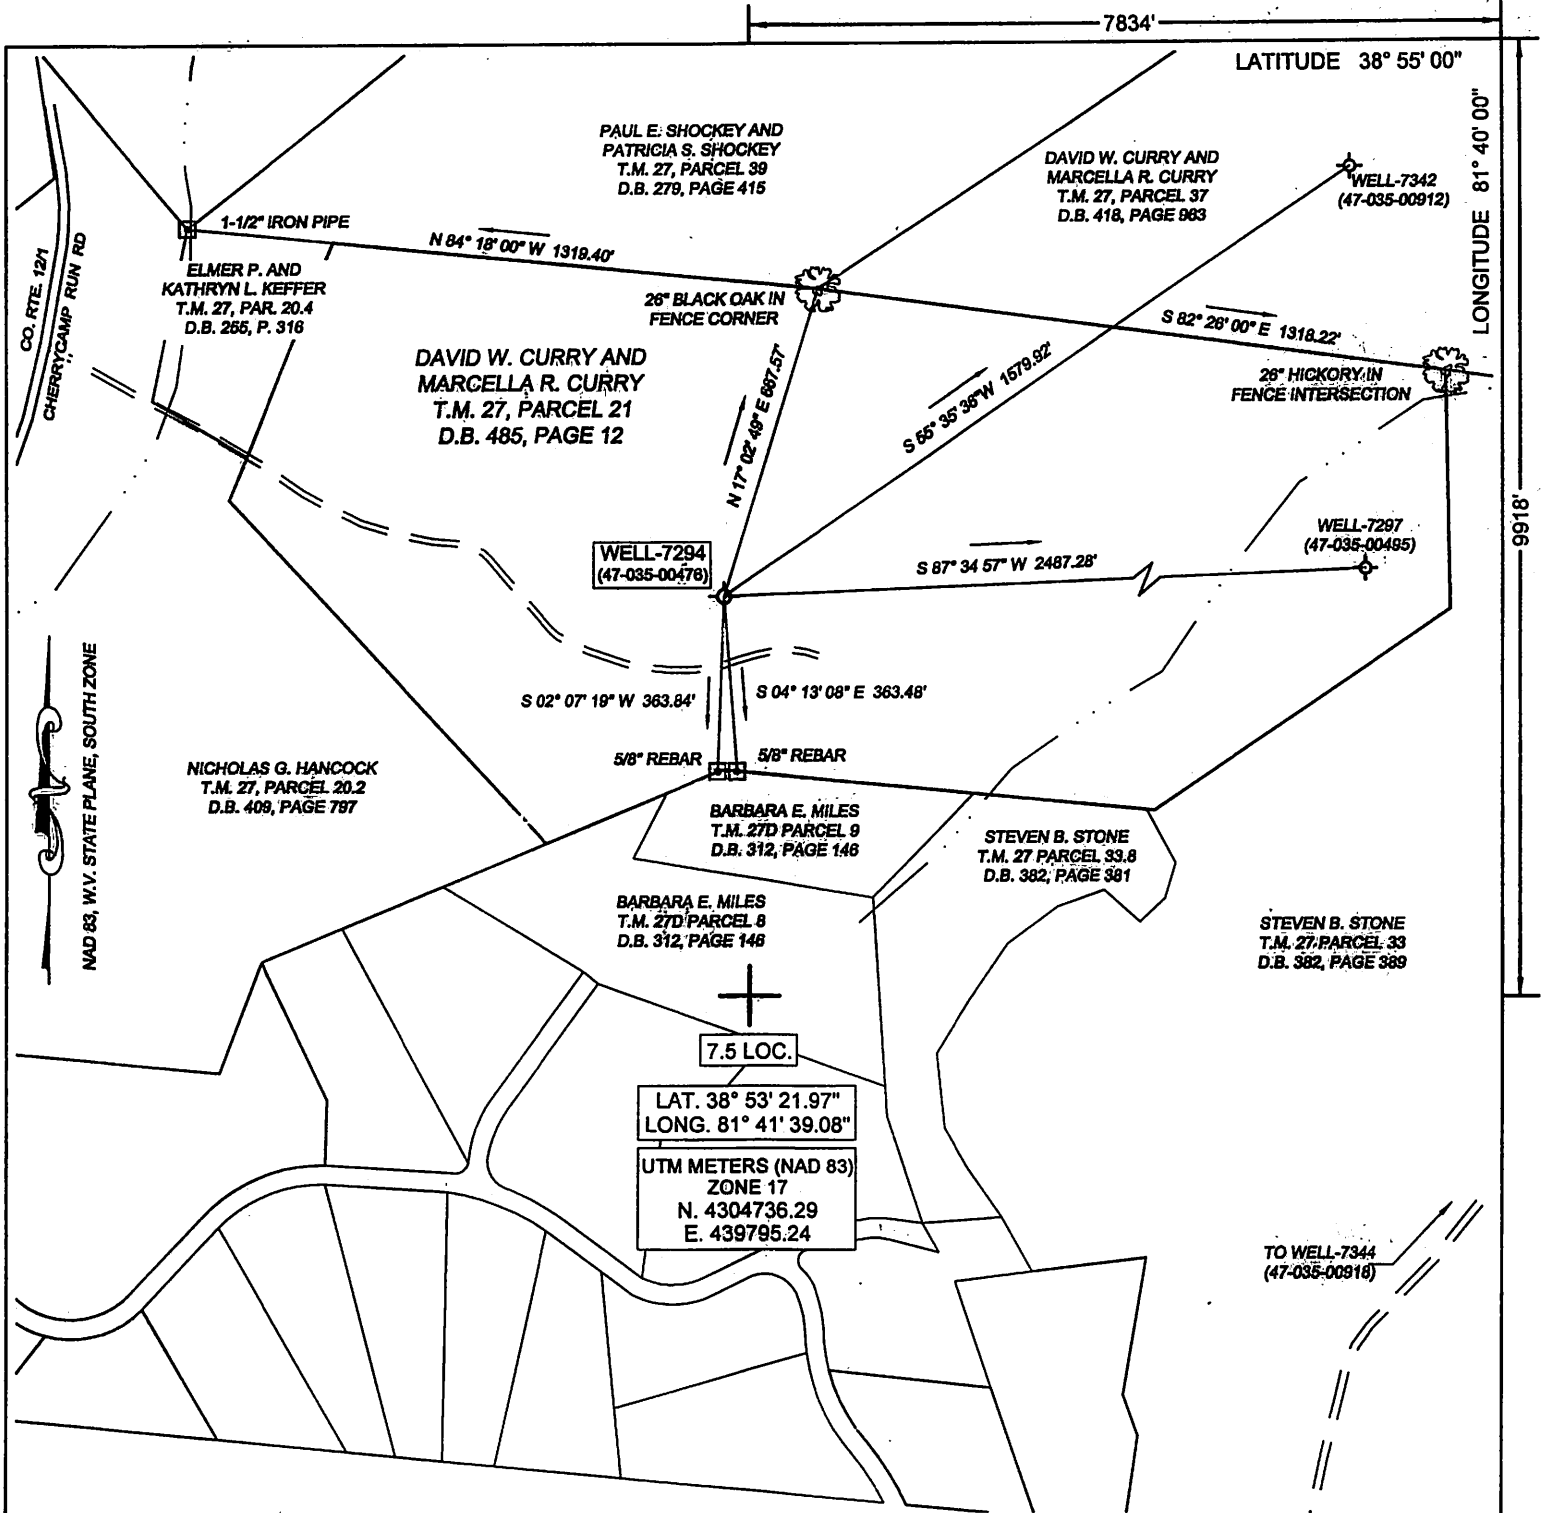 7834'
LATITUDE 38° 55' 00"
LONGITUDE 81° 40' 00"
9918'
PAUL E. SHOCKEY AND
PATRICIA S. SHOCKEY
T.M. 27, PARCEL 39
D.B. 279, PAGE 415
DAVID W. CURRY AND
MARCELLA R. CURRY
T.M. 27, PARCEL 37
D.B. 418, PAGE 983
WELL-7342
(47-035-00912)
1-1/2" IRON PIPE
N 84° 18' 00" W 1319.40'
CO. RTE. 12/1
CHERRYCAMP RUN RD
ELMER P. AND
KATHRYN L. KEFFER
T.M. 27, PAR. 20.4
D.B. 255, P. 316
26" BLACK OAK IN
FENCE CORNER
S 82° 26' 00" E 1318.22'
26" HICKORY IN
FENCE INTERSECTION
DAVID W. CURRY AND
MARCELLA R. CURRY
T.M. 27, PARCEL 21
D.B. 485, PAGE 12
N 17° 02' 49" E 687.57'
S 55° 35' 36" W 1579.92'
WELL-7294
(47-035-00476)
S 87° 34 57" W 2487.28'
WELL-7297
(47-035-00495)
S 02° 07' 19" W 363.84'
S 04° 13' 08" E 363.48'
5/8" REBAR
5/8" REBAR
NAD 83, W.V. STATE PLANE, SOUTH ZONE
NICHOLAS G. HANCOCK
T.M. 27, PARCEL 20.2
D.B. 409, PAGE 797
BARBARA E. MILES
T.M. 27D PARCEL 9
D.B. 312, PAGE 146
STEVEN B. STONE
T.M. 27 PARCEL 33.8
D.B. 382, PAGE 381
BARBARA E. MILES
T.M. 27D PARCEL 8
D.B. 312, PAGE 146
STEVEN B. STONE
T.M. 27 PARCEL 33
D.B. 382, PAGE 389
7.5 LOC.
LAT. 38° 53' 21.97"
LONG. 81° 41' 39.08"
UTM METERS (NAD 83)
ZONE 17
N. 4304736.29
E. 439795.24
TO WELL-7344
(47-035-00918)